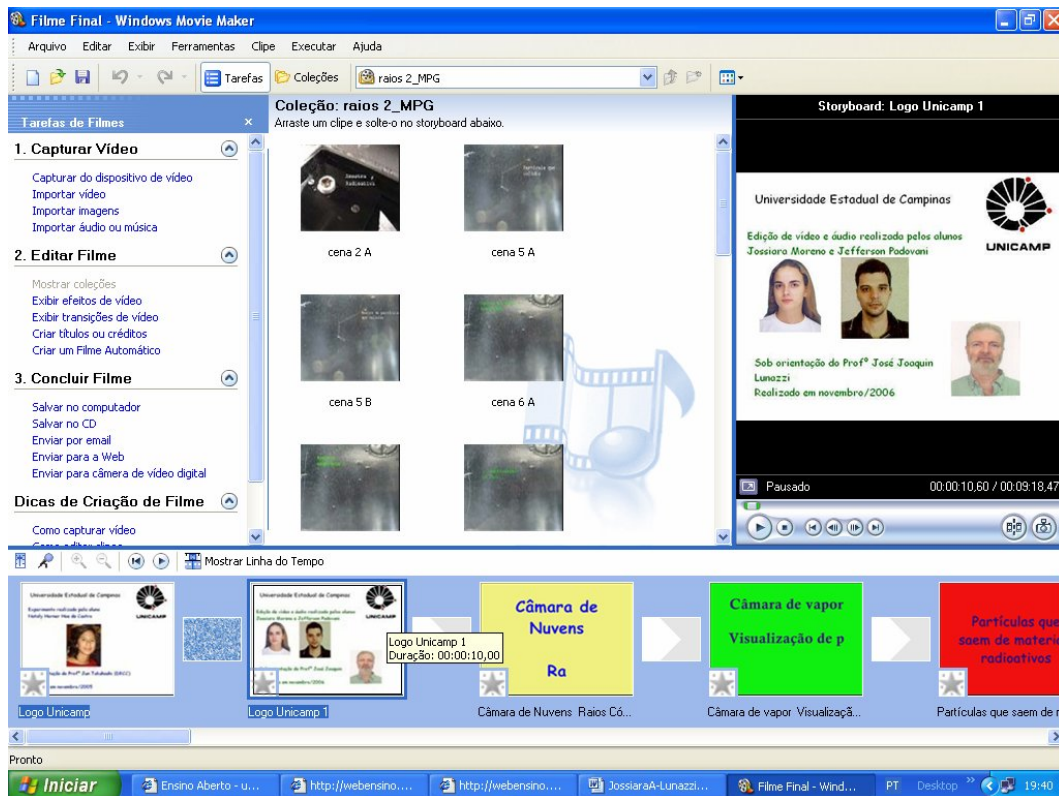 Filme Final - Windows Movie Maker
Arquivo Editar Exibir Ferramentas Clipe Executar Ajuda
Tarefas Coleções raios 2_MPG
Tarefas de Filmes
1. Capturar Vídeo
Capturar do dispositivo de vídeo
Importar vídeo
Importar imagens
Importar áudio ou música
2. Editar Filme
Mostrar coleções
Exibir efeitos de vídeo
Exibir transições de vídeo
Criar títulos ou créditos
Criar um Filme Automático
3. Concluir Filme
Salvar no computador
Salvar no CD
Enviar por email
Enviar para a Web
Enviar para câmera de vídeo digital
Dicas de Criação de Filme
Como capturar vídeo
Coleção: raios 2_MPG
Arraste um clipe e solte-o no storyboard abaixo.
cena 2 A
cena 5 A
cena 5 B
cena 6 A
Storyboard: Logo Unicamp 1
Universidade Estadual de Campinas
UNICAMP
Edição de vídeo e áudio realizada pelos alunos
Jossiara Moreno e Jefferson Padovani
Sob orientação do Profº José Joaquin
Lunazzi
Realizado em novembro/2006
Pausado 00:00:10,60 / 00:09:18,47
Mostrar Linha do Tempo
Universidade Estadual de Campinas
UNICAMP
Universidade Estadual de Campinas
UNICAMP
Logo Unicamp 1
Duração: 00:00:10,00
Câmara de
Nuvens
Ra
Câmara de vapor
Visualização de p
Partículas que
saem de materia
radioativos
Logo Unicamp
Logo Unicamp 1
Câmara de Nuvens Raios Có...
Câmara de vapor Visualizaçã...
Partículas que saem de
Pronto
Iniciar
Ensino Aberto - u...
http://webensino....
http://webensino....
JossiaraA-Lunazzi...
Filme Final - Wind...
PT
Desktop
19:40